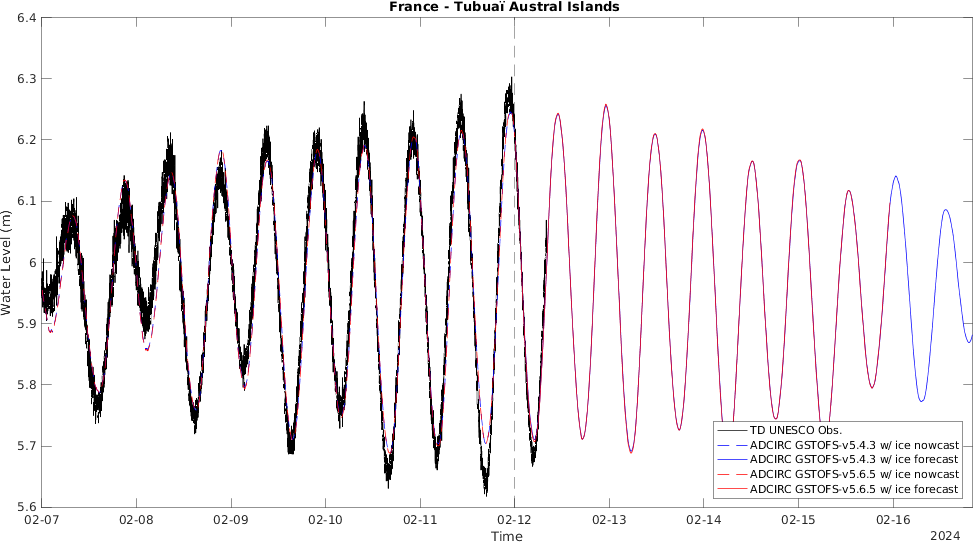 France - Tubuaï Austral Islands
6.4
6.3
6.2
6.1
6
5.9
5.8
5.7
5.6
Water Level (m)
TD UNESCO Obs.
ADCIRC GSTOFS-v5.4.3 w/ ice nowcast
ADCIRC GSTOFS-v5.4.3 w/ ice forecast
ADCIRC GSTOFS-v5.6.5 w/ ice nowcast
ADCIRC GSTOFS-v5.6.5 w/ ice forecast
02-07 02-08 02-09 02-10 02-11 02-12 02-13 02-14 02-15 02-16
Time
2024